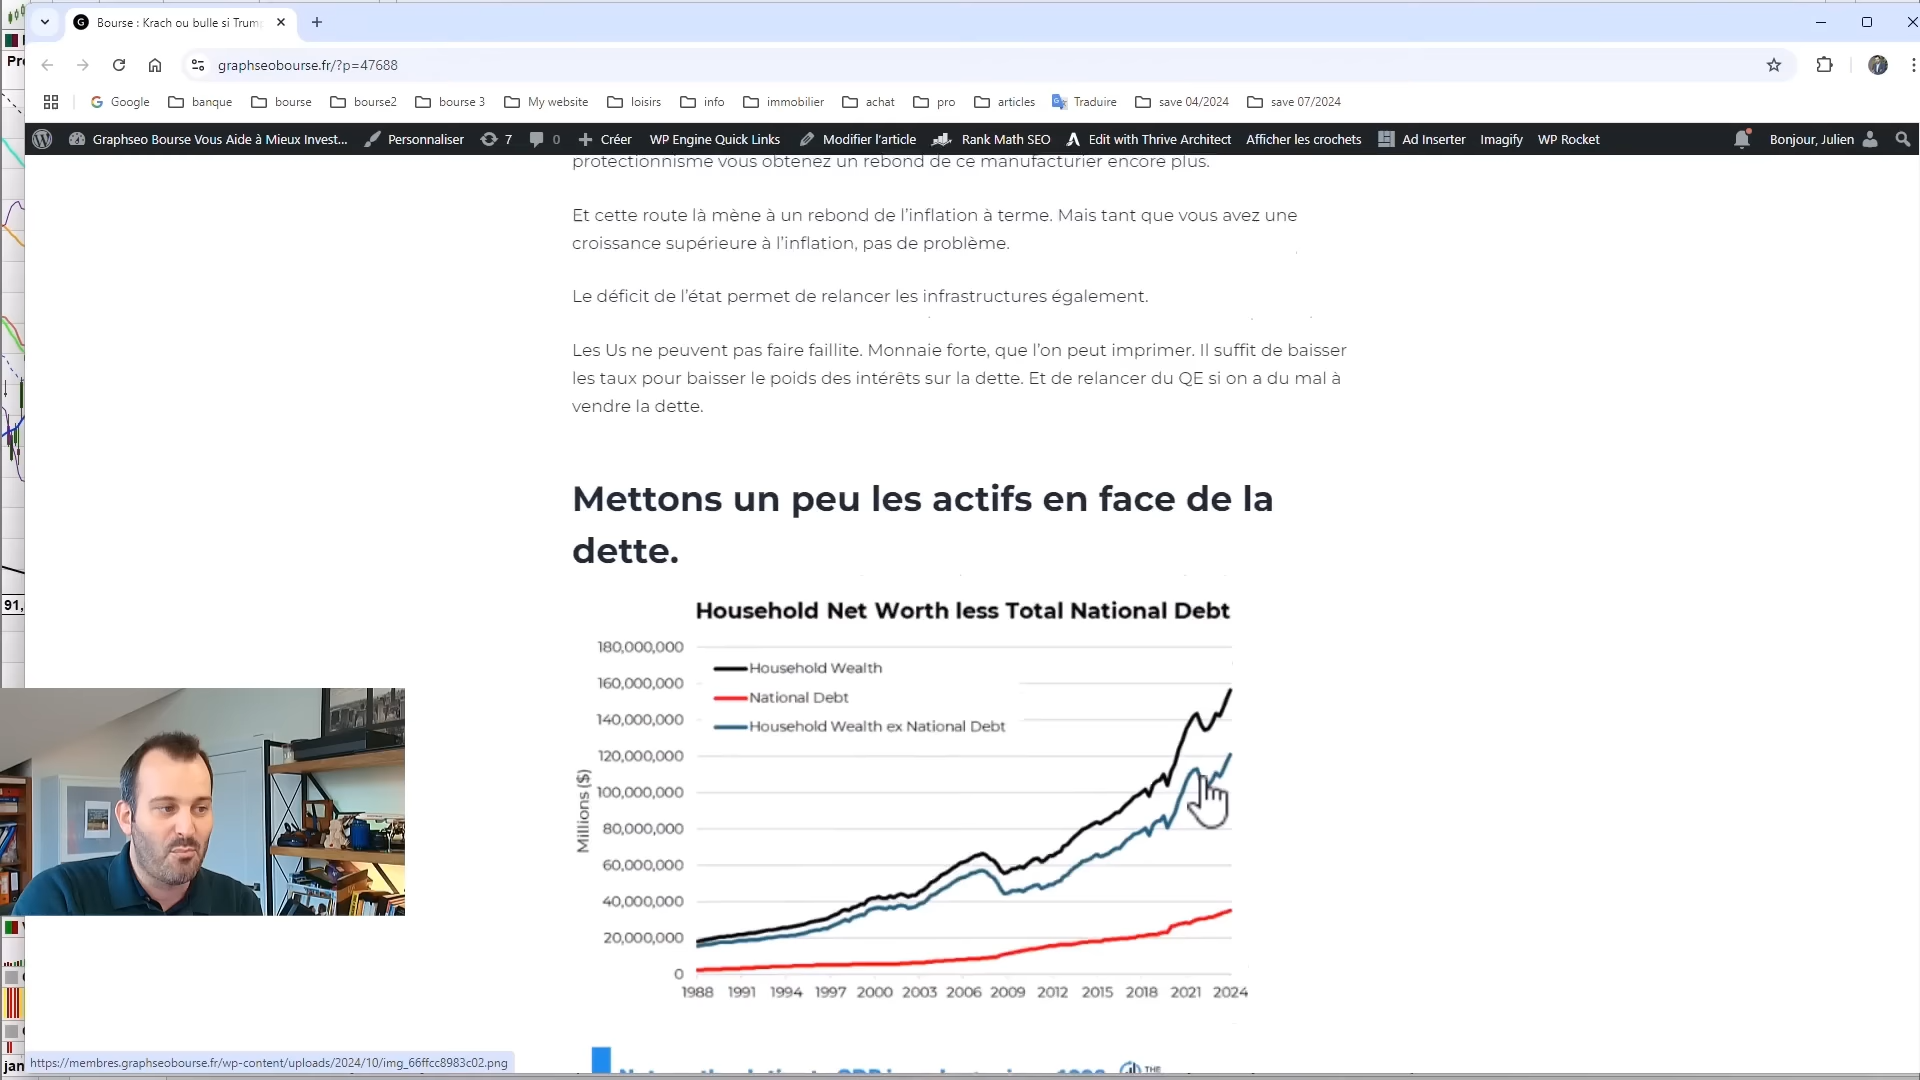 Bourse : Krach ou bulle si Trum
graphseobourse.fr/?p=47688
Google banque bourse bourse2 bourse 3 My website loisirs info immobilier achat pro articles Traduire save 04/2024 save 07/2024
Graphseo Bourse Vous Aide à Mieux Invest... Personnaliser 7 0 Créer WP Engine Quick Links Modifier l'article Rank Math SEO Edit with Thrive Architect Afficher les crochets Ad Inserter Imagify WP Rocket Bonjour, Julien
protectionnisme vous obtenez un rebond de ce manufacturier encore plus.
Et cette route là mène à un rebond de l'inflation à terme. Mais tant que vous avez une
croissance supérieure à l'inflation, pas de problème.
Le déficit de l'état permet de relancer les infrastructures également.
Les Us ne peuvent pas faire faillite. Monnaie forte, que l'on peut imprimer. Il suffit de baisser
les taux pour baisser le poids des intérêts sur la dette. Et de relancer du QE si on a du mal à
vendre la dette.
Mettons un peu les actifs en face de la
dette.
Household Net Worth less Total National Debt
180,000,000
160,000,000
140,000,000
120,000,000
100,000,000
80,000,000
60,000,000
40,000,000
20,000,000
0
Millions ($)
Household Wealth
National Debt
Household Wealth ex National Debt
1988 1991 1994 1997 2000 2003 2006 2009 2012 2015 2018 2021 2024
https://membres.graphseobourse.fr/wp-content/uploads/2024/10/img_66ffcc8983c02.png
THE
91,
jan